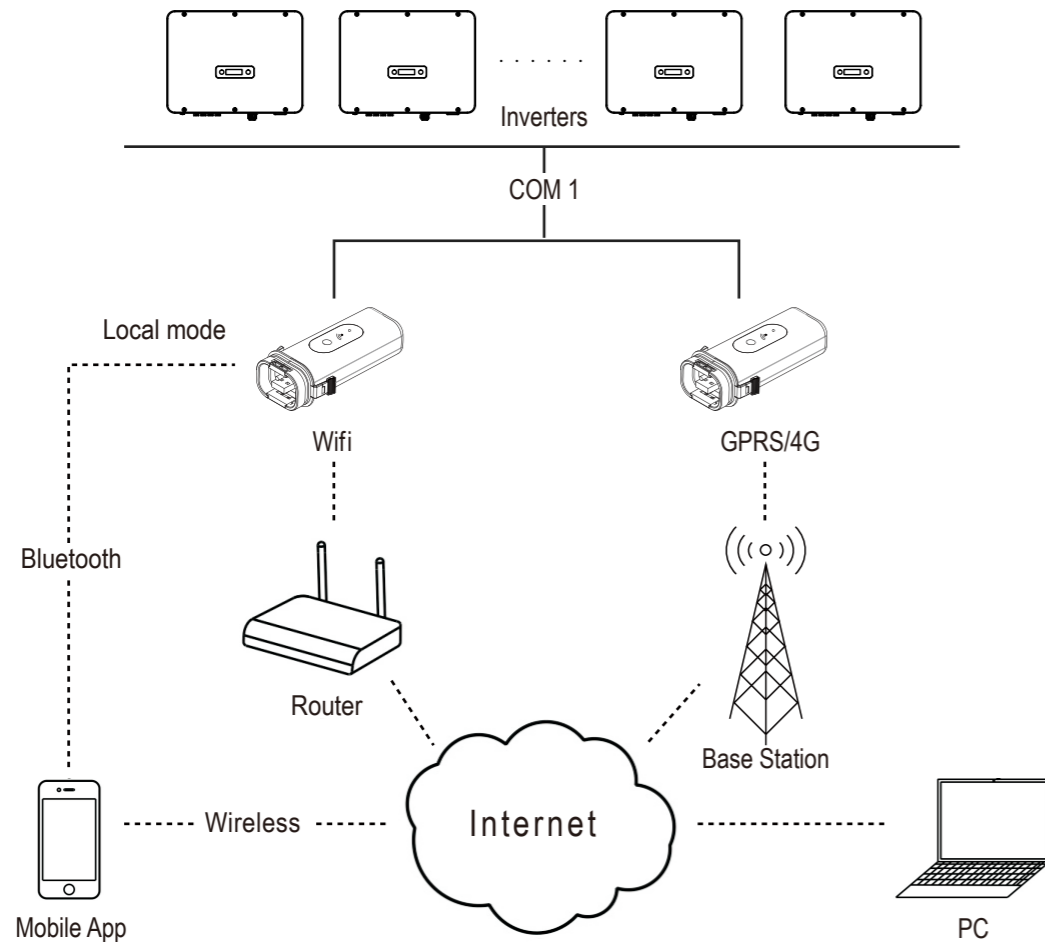 Inverters
COM 1
Local mode
Wifi
GPRS/4G
Bluetooth
Router
Base Station
Wireless
Internet
Mobile App
PC